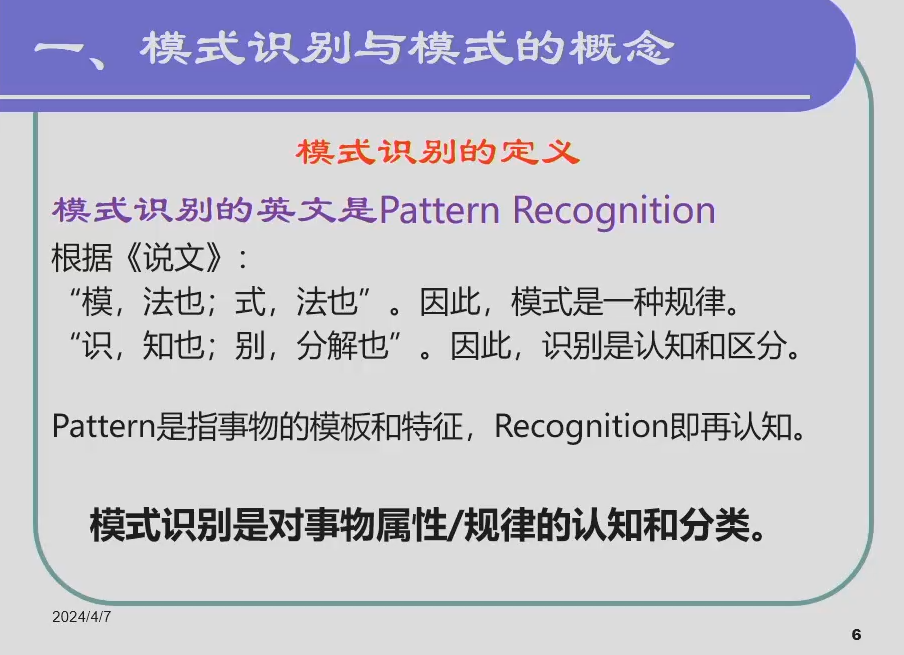 一、模式识别与模式的概念
模式识别的定义
模式识别的英文是Pattern Recognition
根据《说文》：
“模，法也；式，法也”。因此，模式是一种规律。
“识，知也；别，分解也”。因此，识别是认知和区分。
Pattern是指事物的模板和特征，Recognition即再认知。
模式识别是对事物属性/规律的认知和分类。
2024/4/7
6